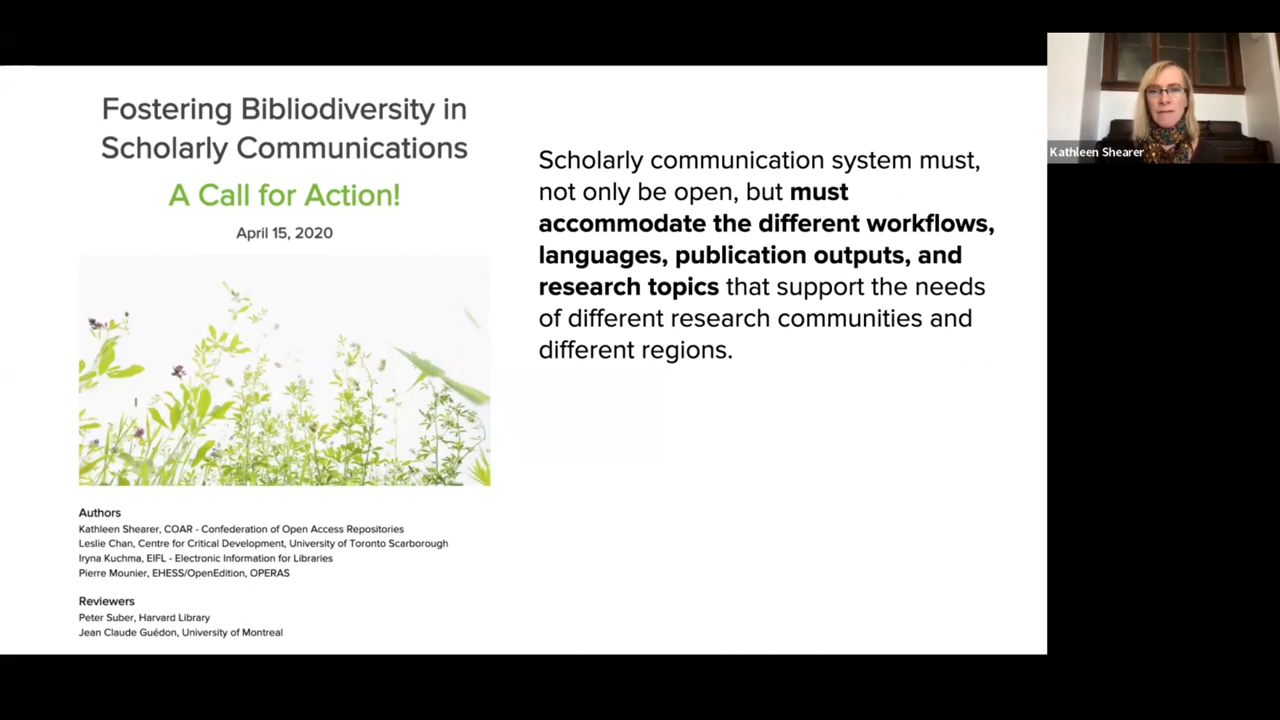 Fostering Bibliodiversity in
Scholarly Communications
A Call for Action!
April 15, 2020
Authors
Kathleen Shearer, COAR - Confederation of Open Access Repositories
Leslie Chan, Centre for Critical Development, University of Toronto Scarborough
Iryna Kuchma, EIFL - Electronic Information for Libraries
Pierre Mounier, EHESS/OpenEdition, OPERAS
Reviewers
Peter Suber, Harvard Library
Jean Claude Guédon, University of Montreal
Scholarly communication system must,
not only be open, but must
accommodate the different workflows,
languages, publication outputs, and
research topics that support the needs
of different research communities and
different regions.
Kathleen Shearer